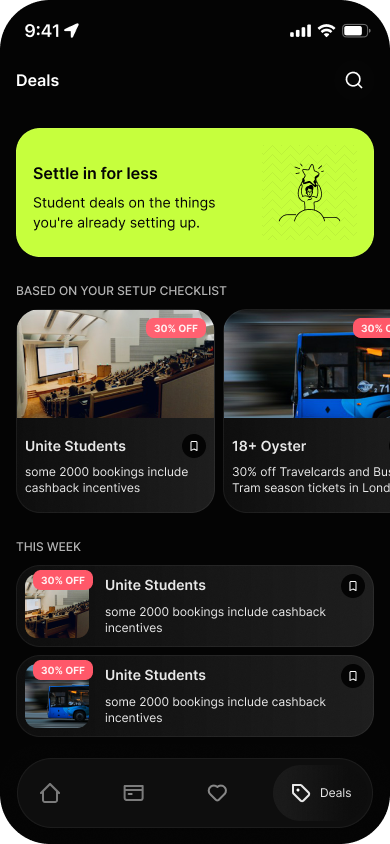 9:41
Deals
Settle in for less
Student deals on the things
you're already setting up.
BASED ON YOUR SETUP CHECKLIST
30% OFF
30% O
Unite Students
some 2000 bookings include
cashback incentives
18+ Oyster
30% off Travelcards and Bus
Tram season tickets in Lond
THIS WEEK
30% OFF
Unite Students
some 2000 bookings include cashback
incentives
30% OFF
Unite Students
some 2000 bookings include cashback
incentives
Deals